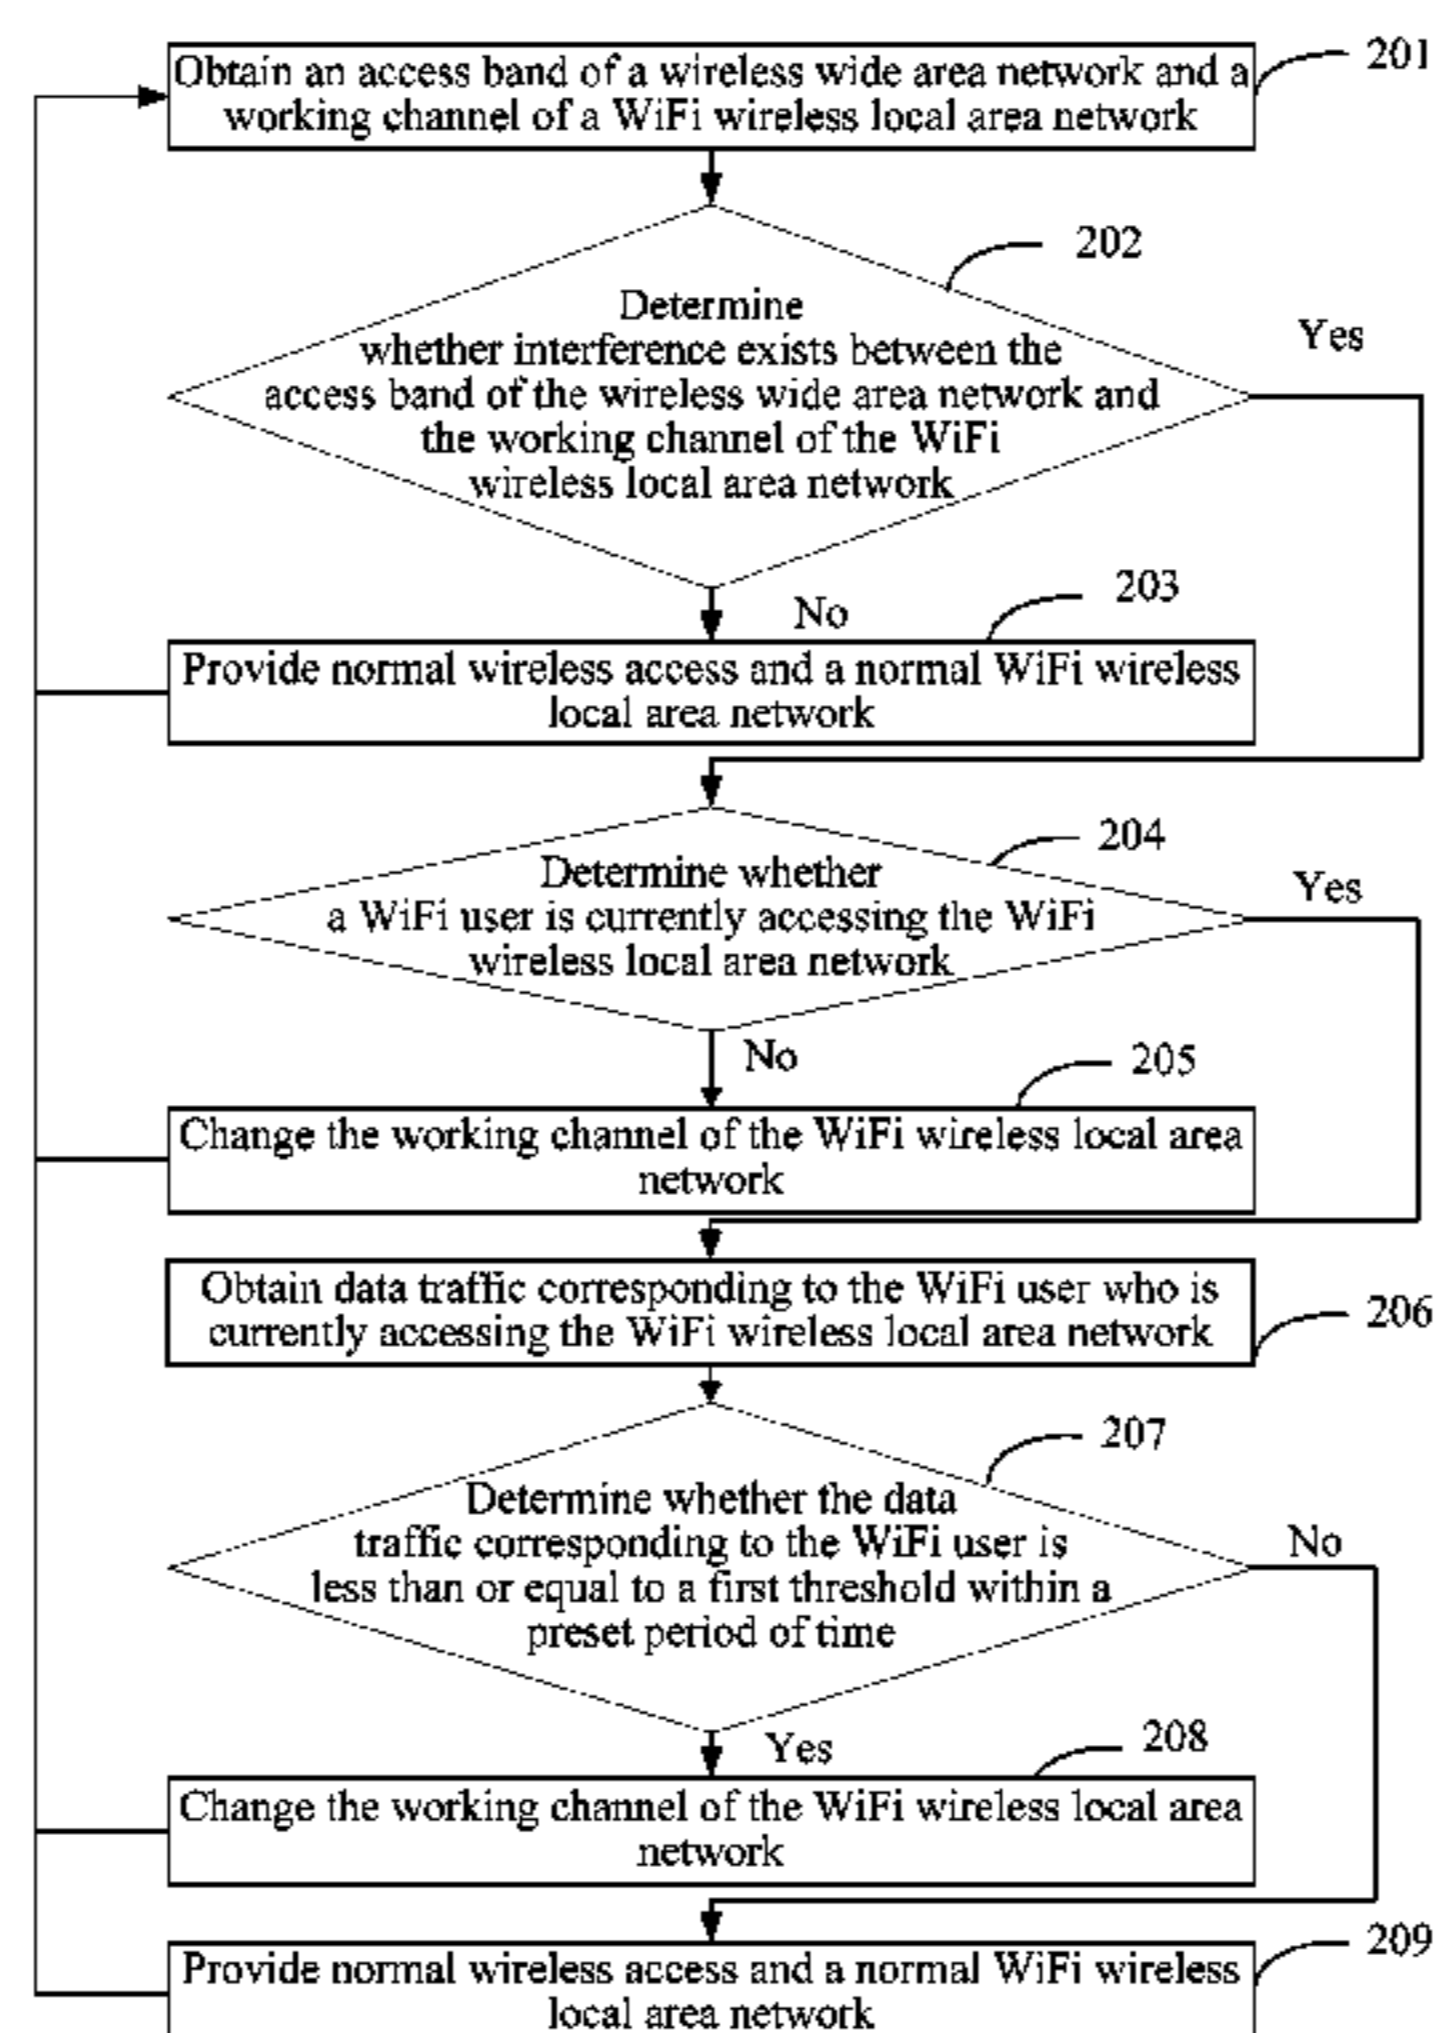 Obtain an access band of a wireless wide area network and a
working channel of a WiFi wireless local area network
201
202
Determine
whether interference exists between the
access band of the wireless wide area network and
the working channel of the WiFi
wireless local area network
Yes
No
203
Provide normal wireless access and a normal WiFi wireless
local area network
204
Determine whether
a WiFi user is currently accessing the WiFi
wireless local area network
Yes
No
205
Change the working channel of the WiFi wireless local area
network
Obtain data traffic corresponding to the WiFi user who is
currently accessing the WiFi wireless local area network
206
207
Determine whether the data
traffic corresponding to the WiFi user is
less than or equal to a first threshold within a
preset period of time
No
Yes
208
Change the working channel of the WiFi wireless local area
network
209
Provide normal wireless access and a normal WiFi wireless
local area network